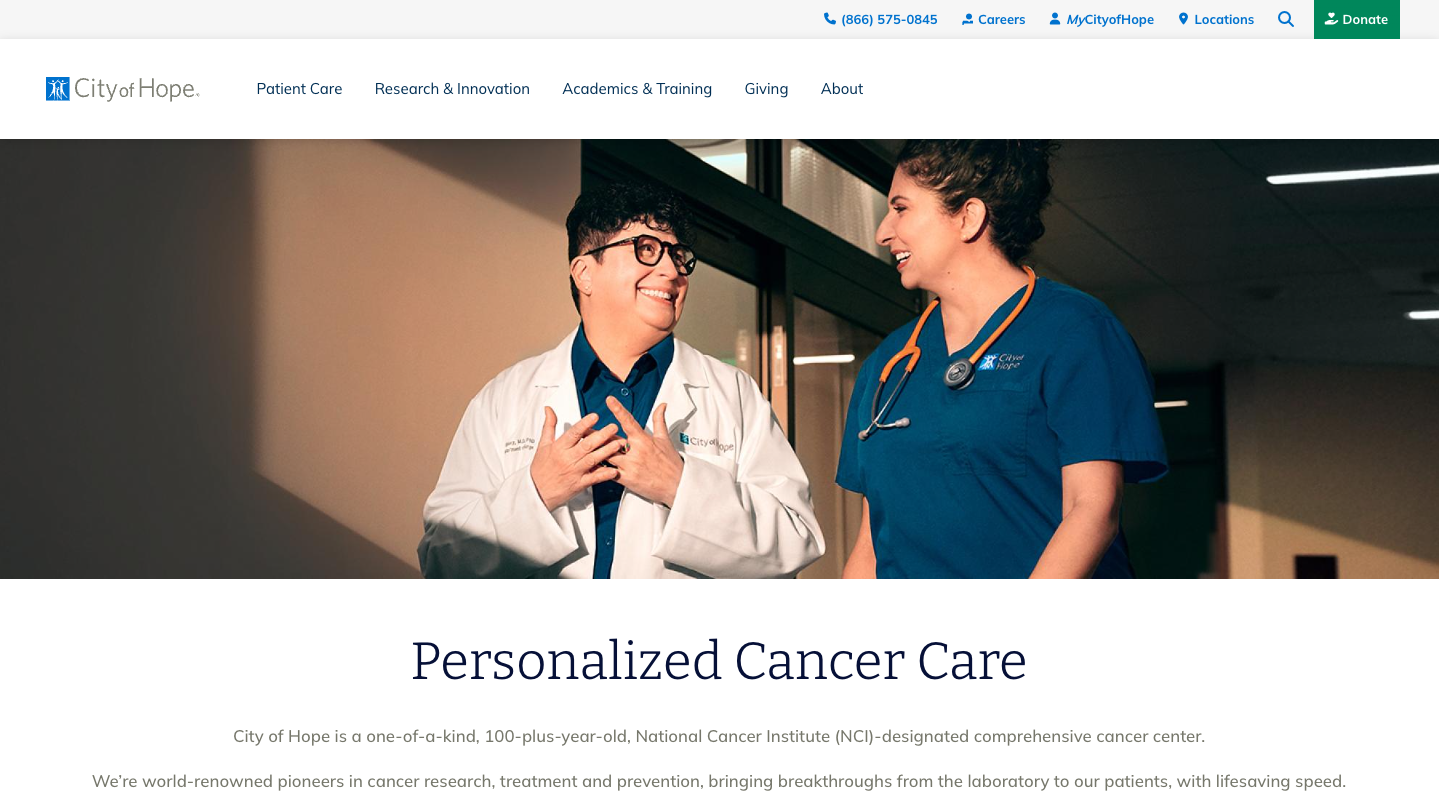 (866) 575-0845 Careers MyCityofHope Locations Donate
City of Hope Patient Care Research & Innovation Academics & Training Giving About
City of
Hope
City of Hope
Personalized Cancer Care
City of Hope is a one-of-a-kind, 100-plus-year-old, National Cancer Institute (NCI)-designated comprehensive cancer center.
We’re world-renowned pioneers in cancer research, treatment and prevention, bringing breakthroughs from the laboratory to our patients, with lifesaving speed.